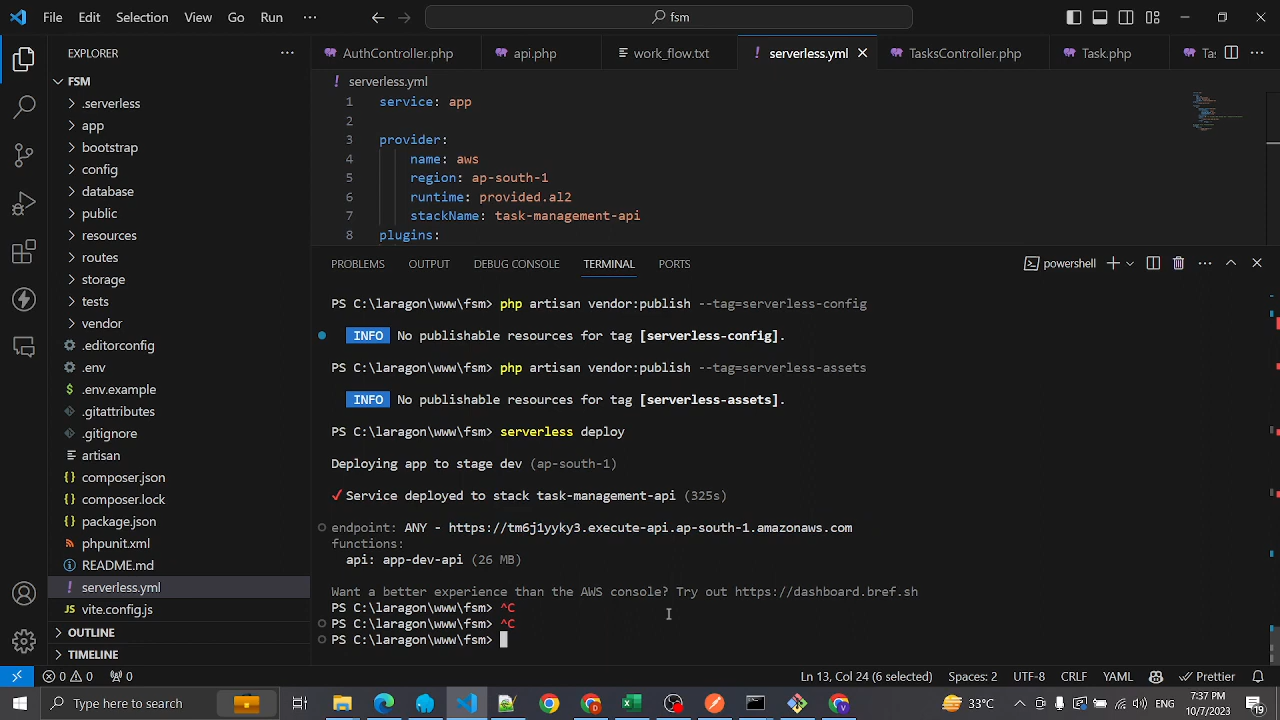 File Edit Selection View Go Run ··· fsm
EXPLORER ···
AuthController.php
api.php
work_flow.txt
! serverless.yml
TasksController.php
Task.php
Tas
FSM
.serverless
app
bootstrap
config
database
public
resources
routes
storage
tests
vendor
.editorconfig
.env
.env.example
.gitattributes
.gitignore
artisan
composer.json
composer.lock
package.json
phpunit.xml
README.md
! serverless.yml
vite.config.js
OUTLINE
TIMELINE
! serverless.yml
1 service: app
2
3 provider:
4 name: aws
5 region: ap-south-1
6 runtime: provided.al2
7 stackName: task-management-api
8 plugins:
PROBLEMS OUTPUT DEBUG CONSOLE TERMINAL PORTS
powershell
PS C:\laragon\www\fsm> php artisan vendor:publish --tag=serverless-config
INFO No publishable resources for tag [serverless-config].
PS C:\laragon\www\fsm> php artisan vendor:publish --tag=serverless-assets
INFO No publishable resources for tag [serverless-assets].
PS C:\laragon\www\fsm> serverless deploy
Deploying app to stage dev (ap-south-1)
✔ Service deployed to stack task-management-api (325s)
endpoint: ANY - https://tm6j1yyky3.execute-api.ap-south-1.amazonaws.com
functions:
api: app-dev-api (26 MB)
Want a better experience than the AWS console? Try out https://dashboard.bref.sh
PS C:\laragon\www\fsm> ^C
PS C:\laragon\www\fsm> ^C
PS C:\laragon\www\fsm>
0 0 0 Ln 13, Col 24 (6 selected) Spaces: 2 UTF-8 CRLF YAML Prettier
Type here to search
33°C
7:37 PM
10/7/2023
19